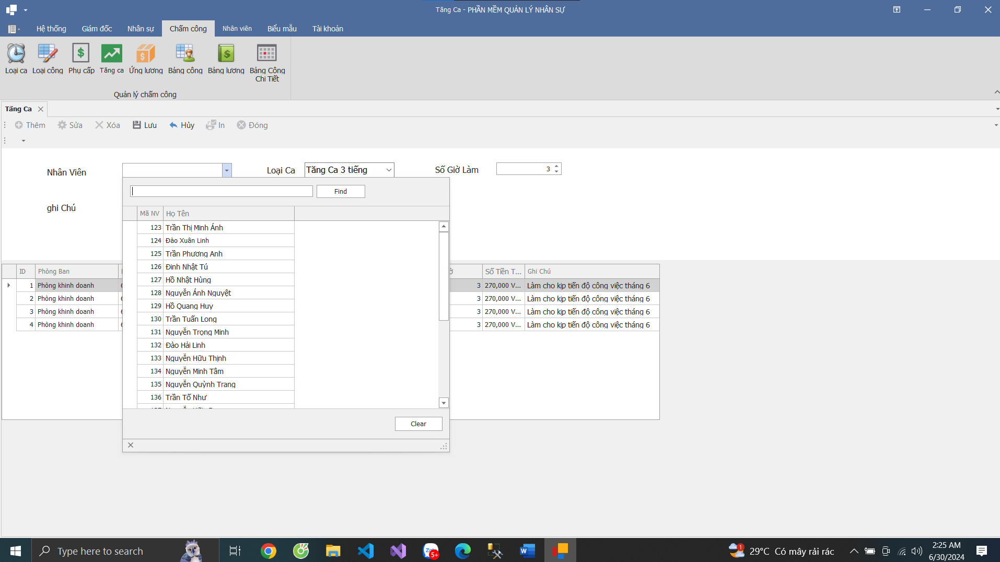 Tăng Ca - PHẦN MỀM QUẢN LÝ NHÂN SỰ
Hệ thống Giám đốc Nhân sự Chấm công Nhân viên Biểu mẫu Tài khoản
Loại ca Loại công Phụ cấp Tăng ca Ứng lương Bảng công Bảng lương Bảng Công Chi Tiết
Quản lý chấm công
Tăng Ca
Thêm Sửa Xóa Lưu Hủy In Đóng
Nhân Viên Loại Ca Tăng Ca 3 tiếng Số Giờ Làm 3
Find
ghi Chú
Mã NV Họ Tên
123 Trần Thị Minh Ánh
124 Đào Xuân Linh
125 Trần Phương Anh
126 Đinh Nhật Tú
127 Hồ Nhật Hùng
128 Nguyễn Ánh Nguyệt
129 Hồ Quang Huy
130 Trần Tuấn Long
131 Nguyễn Trọng Minh
132 Đào Hải Linh
133 Nguyễn Hữu Thịnh
134 Nguyễn Minh Tâm
135 Nguyễn Quỳnh Trang
136 Trần Tố Như
Clear
ID Phòng Ban Số Tiền T... Ghi Chú
1 Phòng khinh doanh 3 270,000 V... Làm cho kịp tiến độ công việc tháng 6
2 Phòng khinh doanh 3 270,000 V... Làm cho kịp tiến độ công việc tháng 6
3 Phòng khinh doanh 3 270,000 V... Làm cho kịp tiến độ công việc tháng 6
4 Phòng khinh doanh 3 270,000 V... Làm cho kịp tiến độ công việc tháng 6
Type here to search
5+
1
29°C Có mây rải rác
2:25 AM
6/30/2024